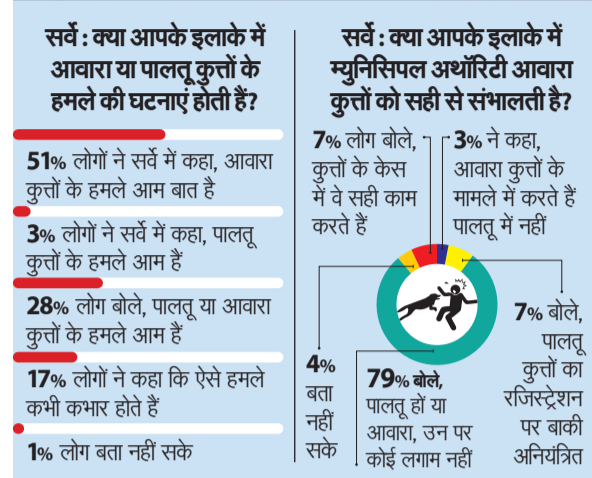 सर्वे : क्या आपके इलाके में
आवारा या पालतू कुत्तों के
हमले की घटनाएं होती हैं?
51% लोगों ने सर्वे में कहा, आवारा
कुत्तों के हमले आम बात है
3% लोगों ने सर्वे में कहा, पालतू
कुत्तों के हमले आम हैं
28% लोग बोले, पालतू या आवारा
कुत्तों के हमले आम हैं
17% लोगों ने कहा कि ऐसे हमले
कभी कभार होते हैं
1% लोग बता नहीं सके
सर्वे : क्या आपके इलाके में
म्युनिसिपल अथॉरिटी आवारा
कुत्तों को सही से संभालती है?
7% लोग बोले,
कुत्तों के केस
में वे सही काम
करते हैं
3% ने कहा,
आवारा कुत्तों के
मामले में करते हैं
पालतू में नहीं
4%
बता
नहीं
सके
79% बोले,
पालतू हों या
आवारा, उन पर
कोई लगाम नहीं
7% बोले,
पालतू
कुत्तों का
रजिस्ट्रेशन
पर बाकी
अनियंत्रित